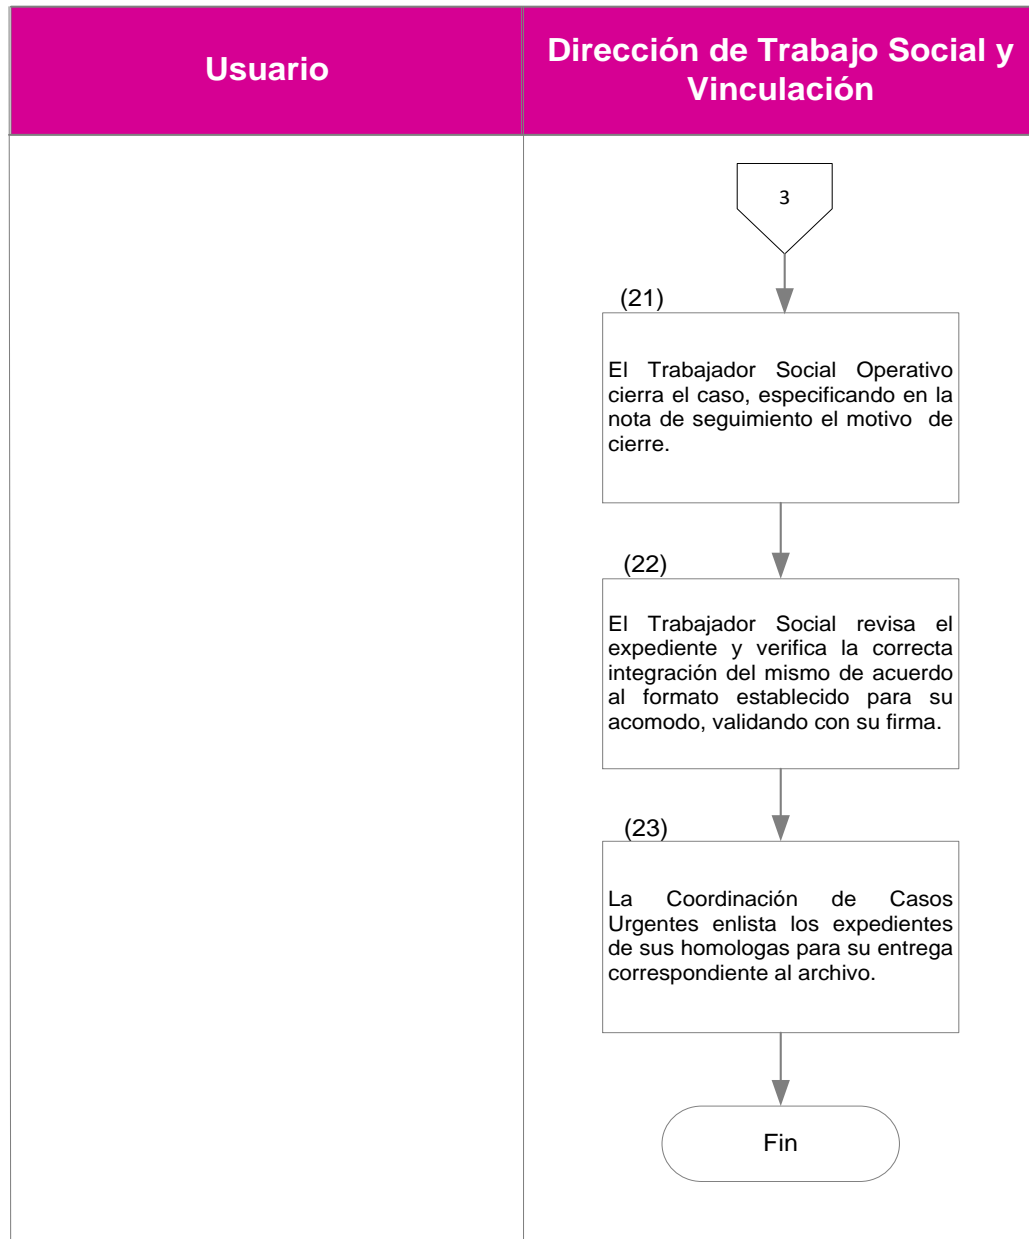 Usuario
Dirección de Trabajo Social y
Vinculación
3
(21)
El Trabajador Social Operativo
cierra el caso, especificando en la
nota de seguimiento el motivo de
cierre.
(22)
El Trabajador Social revisa el
expediente y verifica la correcta
integración del mismo de acuerdo
al formato establecido para su
acomodo, validando con su firma.
(23)
La Coordinación de Casos
Urgentes enlista los expedientes
de sus homologas para su entrega
correspondiente al archivo.
Fin